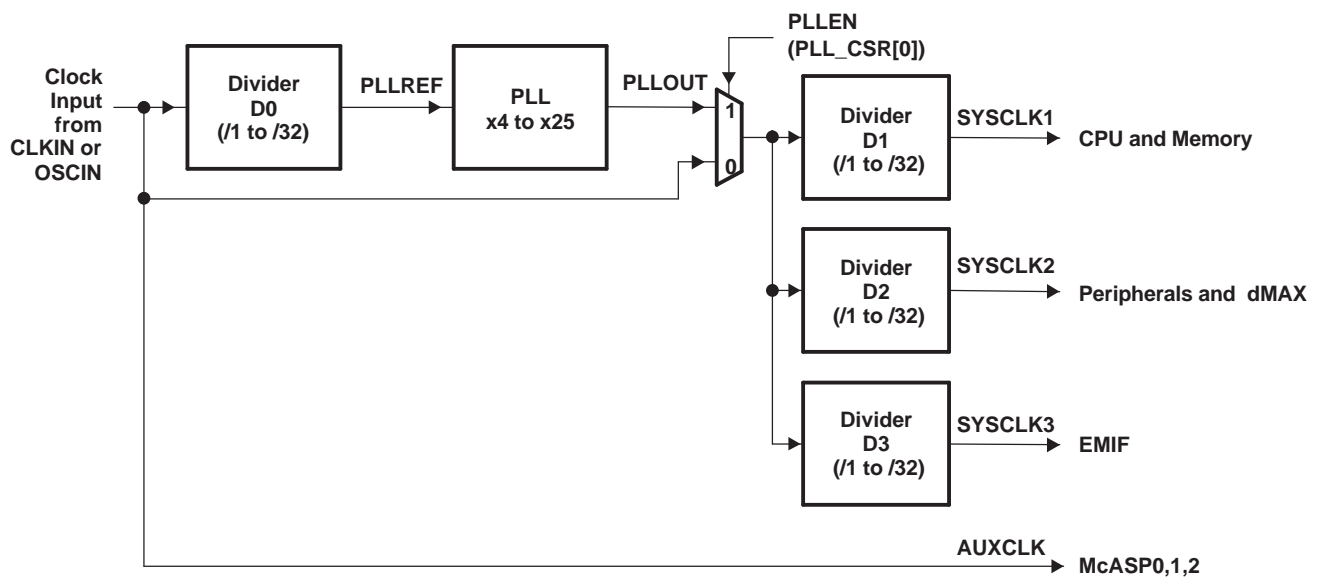 PLLEN
(PLL_CSR[0])
Clock
Input
from
CLKIN or
OSCIN
Divider
D0
(/1 to /32)
PLLREF
PLL
x4 to x25
PLLOUT
1
0
Divider
D1
(/1 to /32)
SYSCLK1
CPU and Memory
Divider
D2
(/1 to /32)
SYSCLK2
Peripherals and dMAX
Divider
D3
(/1 to /32)
SYSCLK3
EMIF
AUXCLK
McASP0,1,2